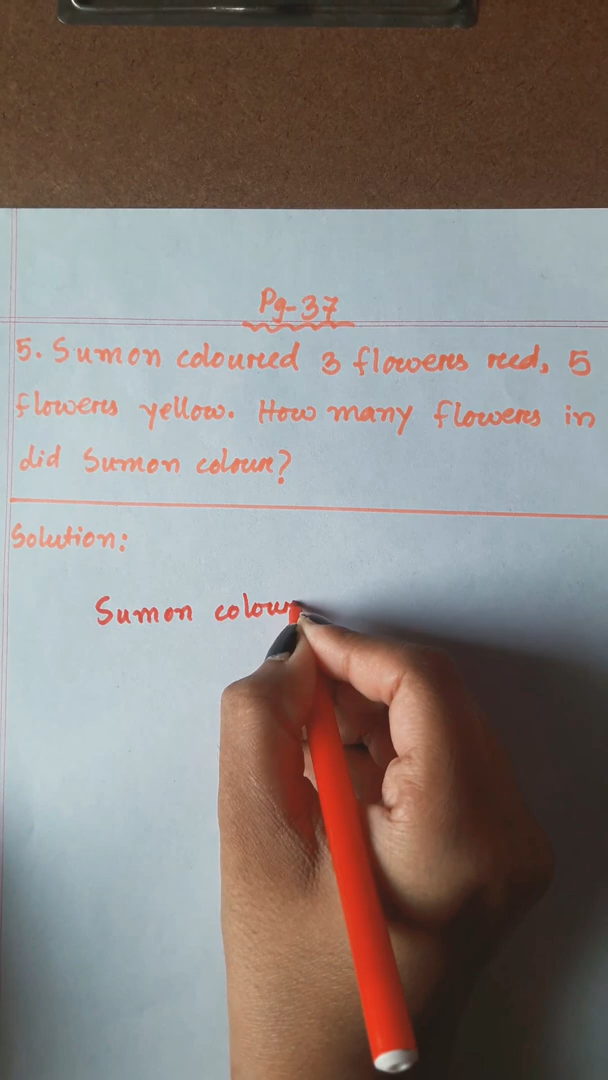 Pg-37
5. Sumon coloured 3 flowers red, 5
flowers yellow. How many flowers in
did Sumon colour?
Solution:
Sumon colour